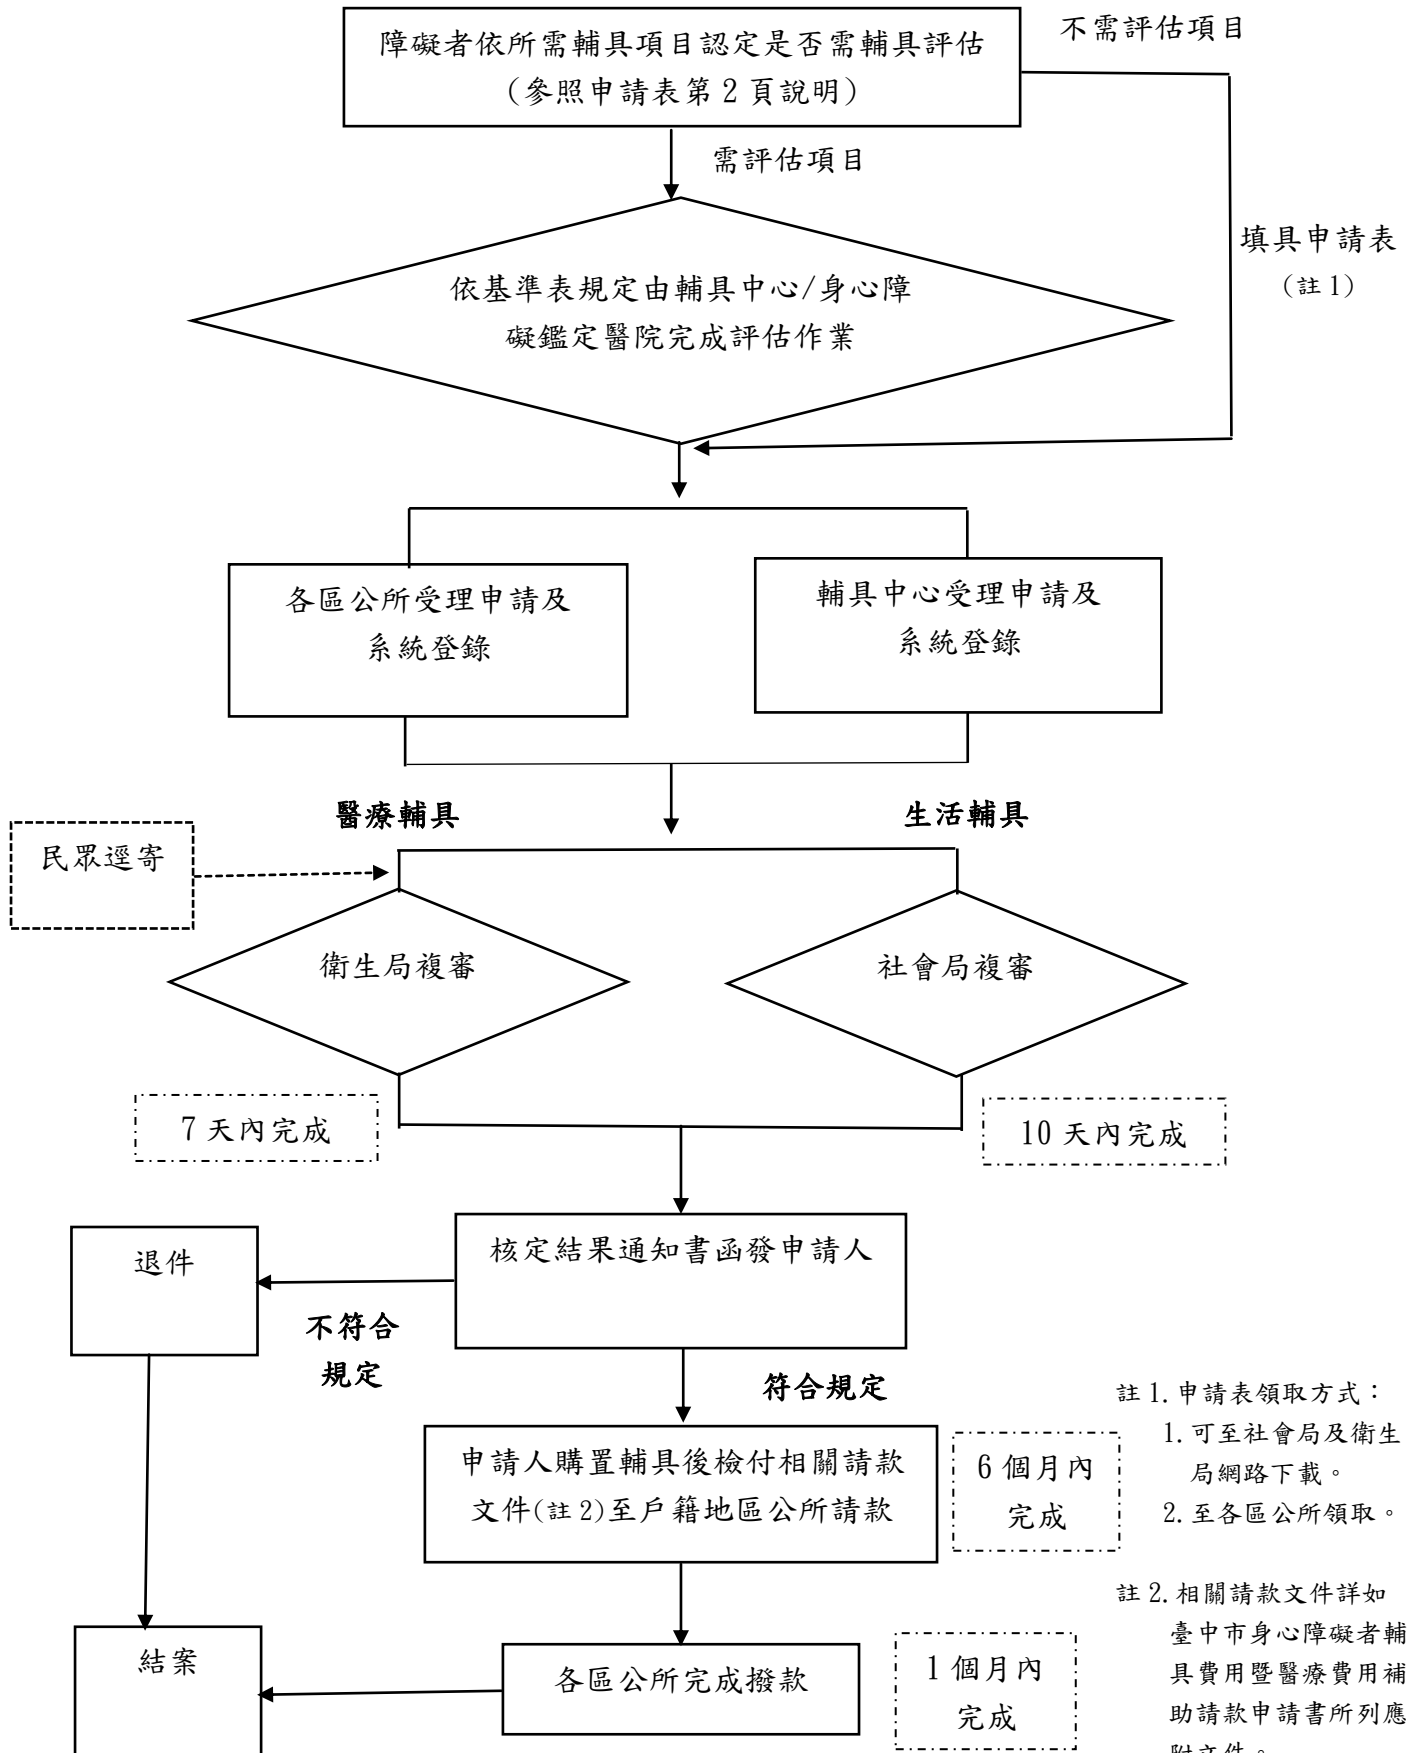 障礙者依所需輔具項目認定是否需輔具評估
(參照申請表第 2 頁說明)
不需評估項目
需評估項目
填具申請表
(註 1)
依基準表規定由輔具中心/身心障
礙鑑定醫院完成評估作業
各區公所受理申請及
系統登錄
輔具中心受理申請及
系統登錄
醫療輔具
生活輔具
民眾逕寄
衛生局複審
社會局複審
7 天內完成
10 天內完成
核定結果通知書函發申請人
退件
不符合
規定
符合規定
申請人購置輔具後檢付相關請款
文件(註 2)至戶籍地區公所請款
6 個月內
完成
註 1. 申請表領取方式：
1. 可至社會局及衛生
局網路下載。
2. 至各區公所領取。
註 2. 相關請款文件詳如
臺中市身心障礙者輔
具費用暨醫療費用補
助請款申請書所列應
附文件。
結案
各區公所完成撥款
1 個月內
完成